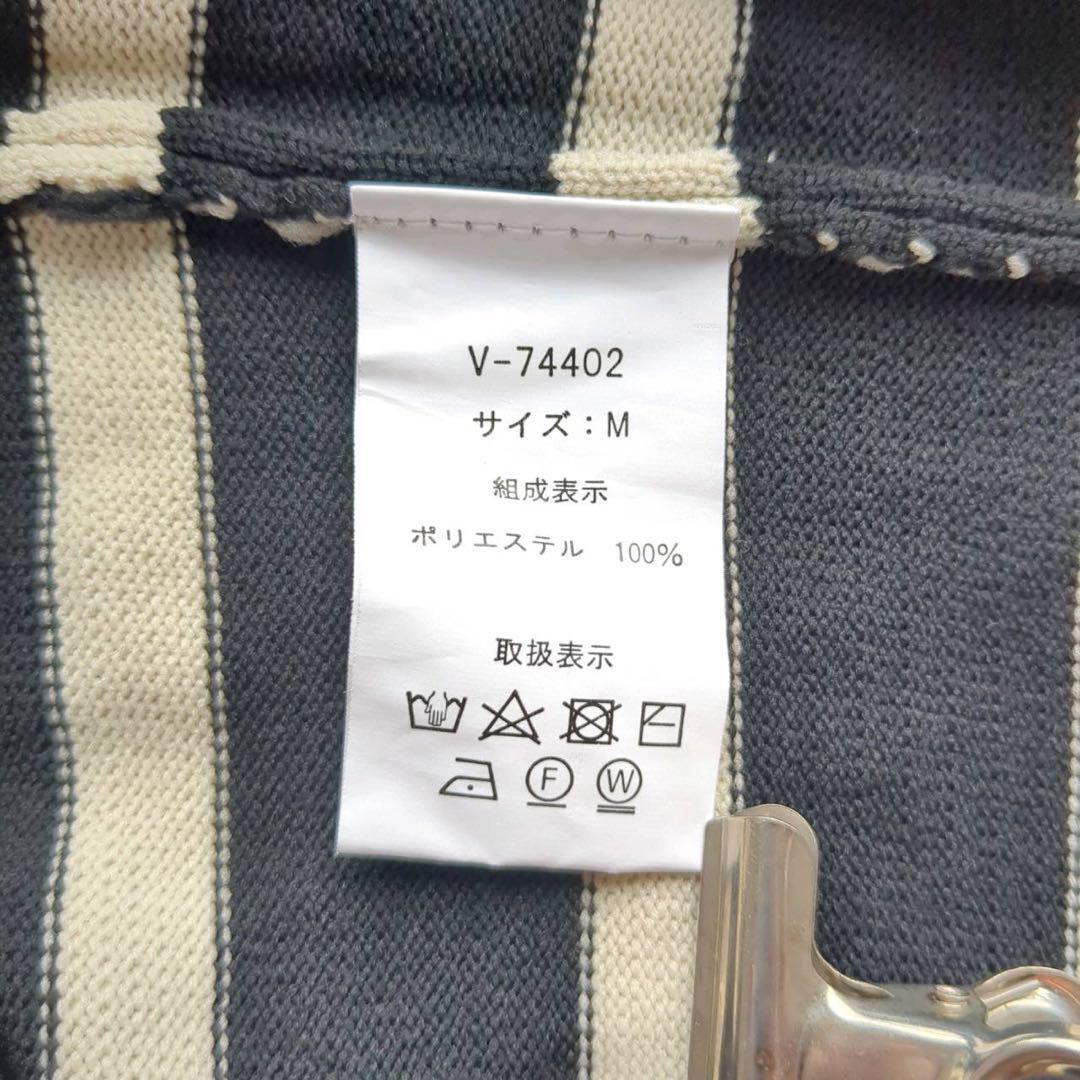 V-74402
サイズ：M
組成表示
ポリエステル 100%
取扱表示
F W